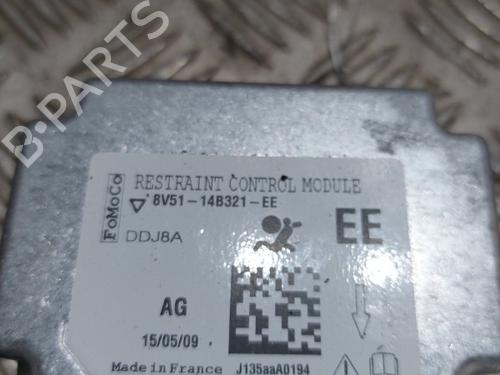 B-PARTS
FoMoCo
RESTRAINT CONTROL MODULE
8V51-14B321-EE
DDJ8A
EE
AG
15/05/09
Made in France
J135aaA0194